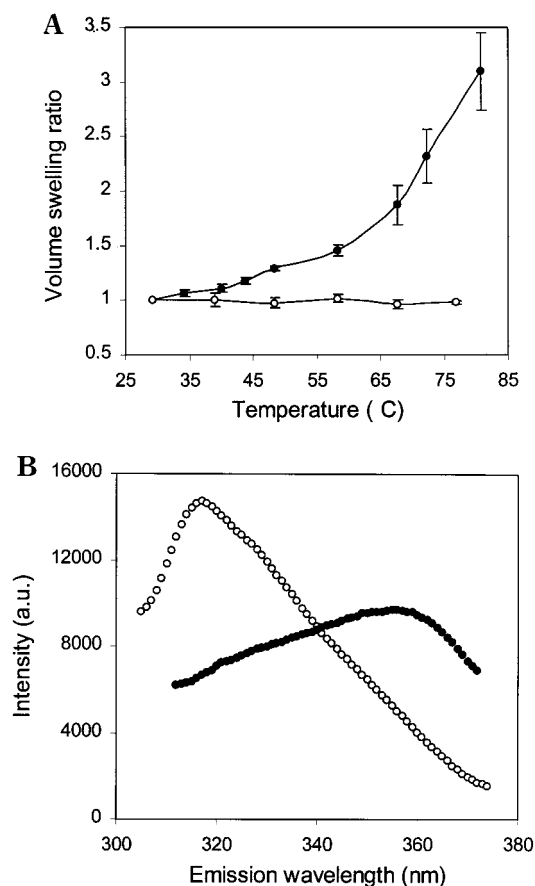 A
3.5
3
2.5
2
1.5
1
0.5
Volume swelling ratio
25 35 45 55 65 75 85
Temperature ( C)
B
16000
12000
8000
4000
0
Intensity (a.u.)
300 320 340 360 380
Emission wavelength (nm)